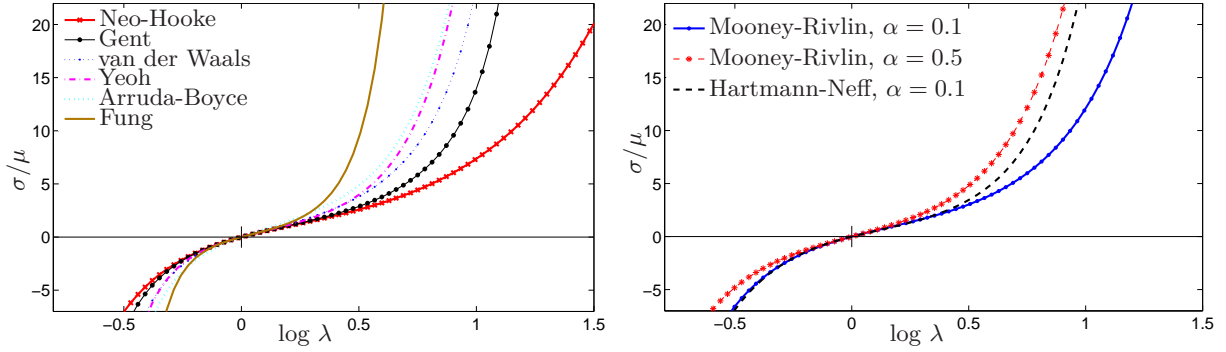 20
15
10
5
0
−5
σ/μ
Neo-Hooke
Gent
van der Waals
Yeoh
Arruda-Boyce
Fung
−0.5
0
0.5
1
1.5
log λ
20
15
10
5
0
−5
σ/μ
Mooney-Rivlin, α = 0.1
Mooney-Rivlin, α = 0.5
Hartmann-Neff, α = 0.1
−0.5
0
0.5
1
1.5
log λ